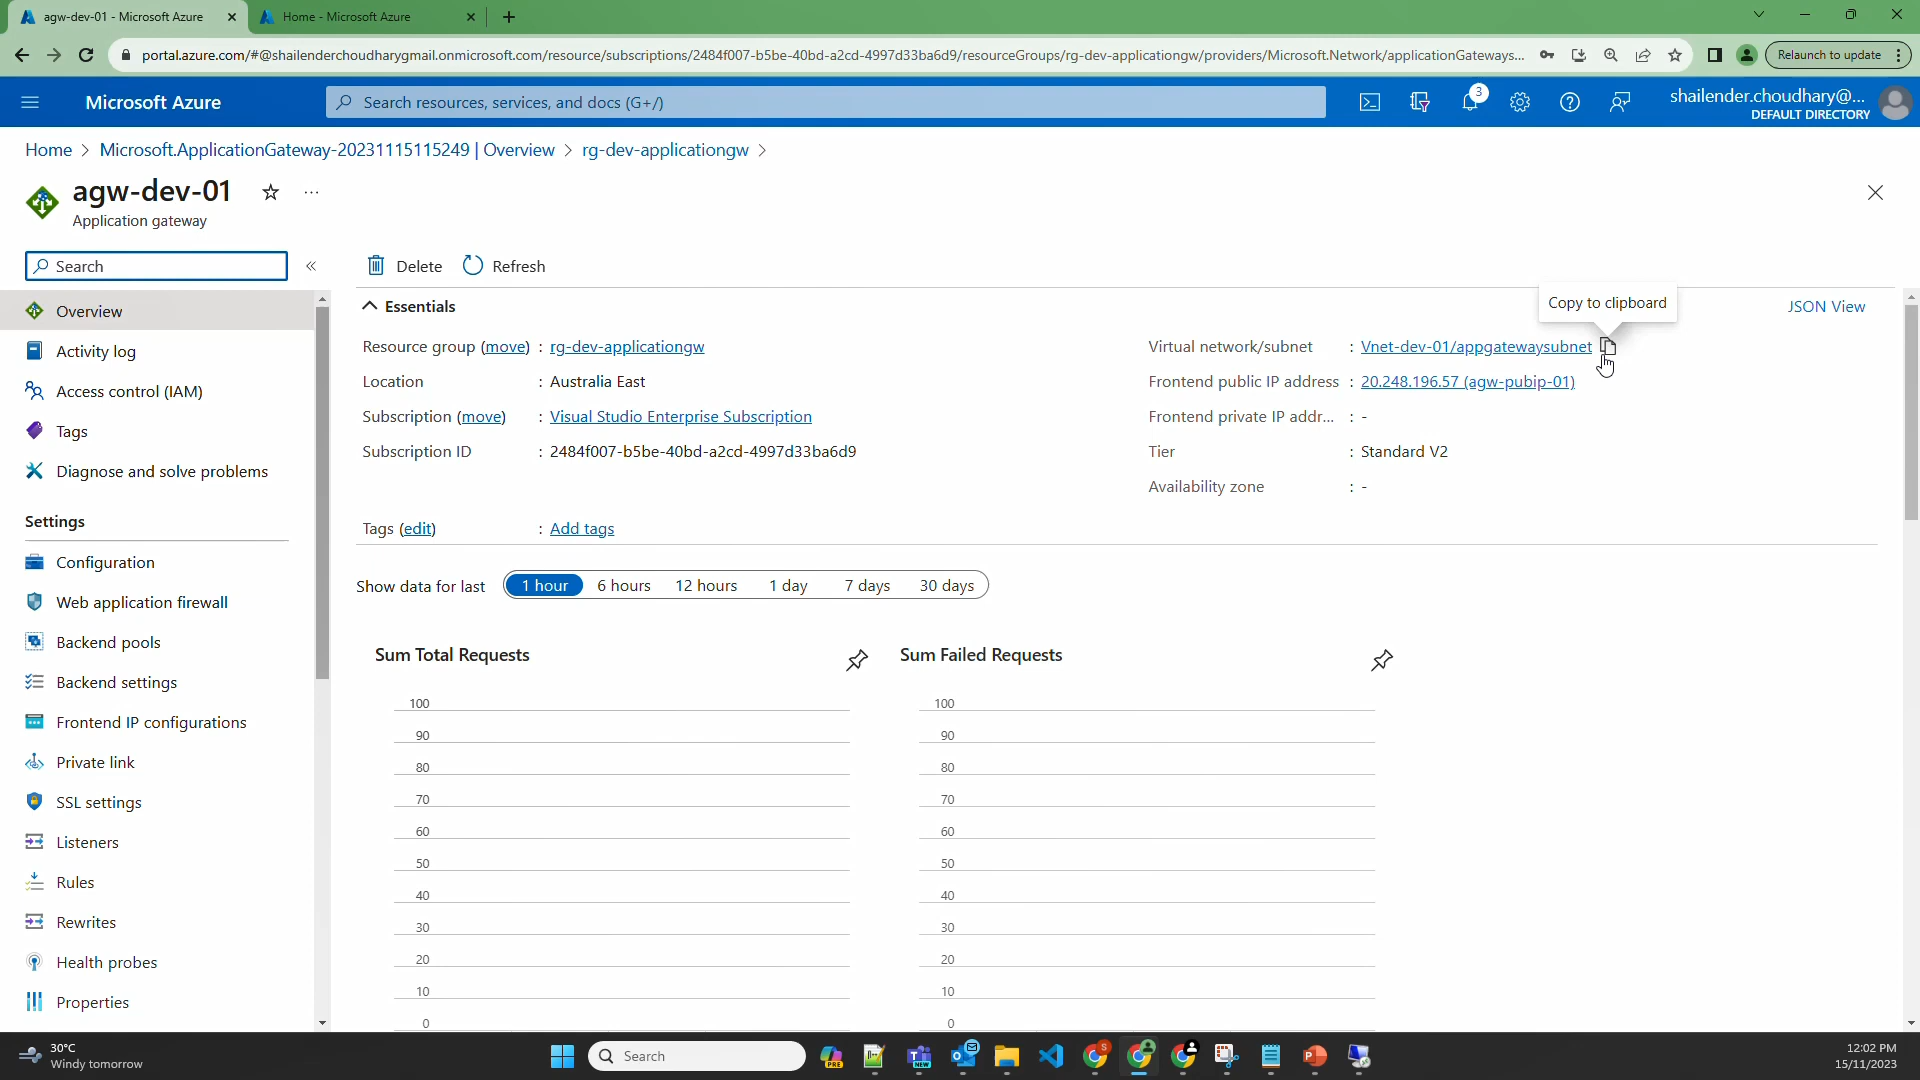 agw-dev-01 - Microsoft Azure
Home - Microsoft Azure
portal.azure.com/#@shailenderchoudharygmail.onmicrosoft.com/resource/subscriptions/2484f007-b5be-40bd-a2cd-4997d33ba6d9/resourceGroups/rg-dev-applicationgw/providers/Microsoft.Network/applicationGateways...
Relaunch to update
Microsoft Azure
Search resources, services, and docs (G+/)
3
shailender.choudhary@...
DEFAULT DIRECTORY
Home > Microsoft.ApplicationGateway-20231115115249 | Overview > rg-dev-applicationgw >
agw-dev-01
Application gateway
Search
Overview
Activity log
Access control (IAM)
Tags
Diagnose and solve problems
Settings
Configuration
Web application firewall
Backend pools
Backend settings
Frontend IP configurations
Private link
SSL settings
Listeners
Rules
Rewrites
Health probes
Properties
Delete
Refresh
Essentials
Copy to clipboard
JSON View
Resource group (move) : rg-dev-applicationgw
Location : Australia East
Subscription (move) : Visual Studio Enterprise Subscription
Subscription ID : 2484f007-b5be-40bd-a2cd-4997d33ba6d9
Virtual network/subnet : Vnet-dev-01/appgatewaysubnet
Frontend public IP address : 20.248.196.57 (agw-pubip-01)
Frontend private IP addr... : -
Tier : Standard V2
Availability zone : -
Tags (edit) : Add tags
Show data for last 1 hour 6 hours 12 hours 1 day 7 days 30 days
Sum Total Requests
100
90
80
70
60
50
40
30
20
10
0
Sum Failed Requests
100
90
80
70
60
50
40
30
20
10
0
30°C
Windy tomorrow
Search
PRE
NEW
S
12:02 PM
15/11/2023